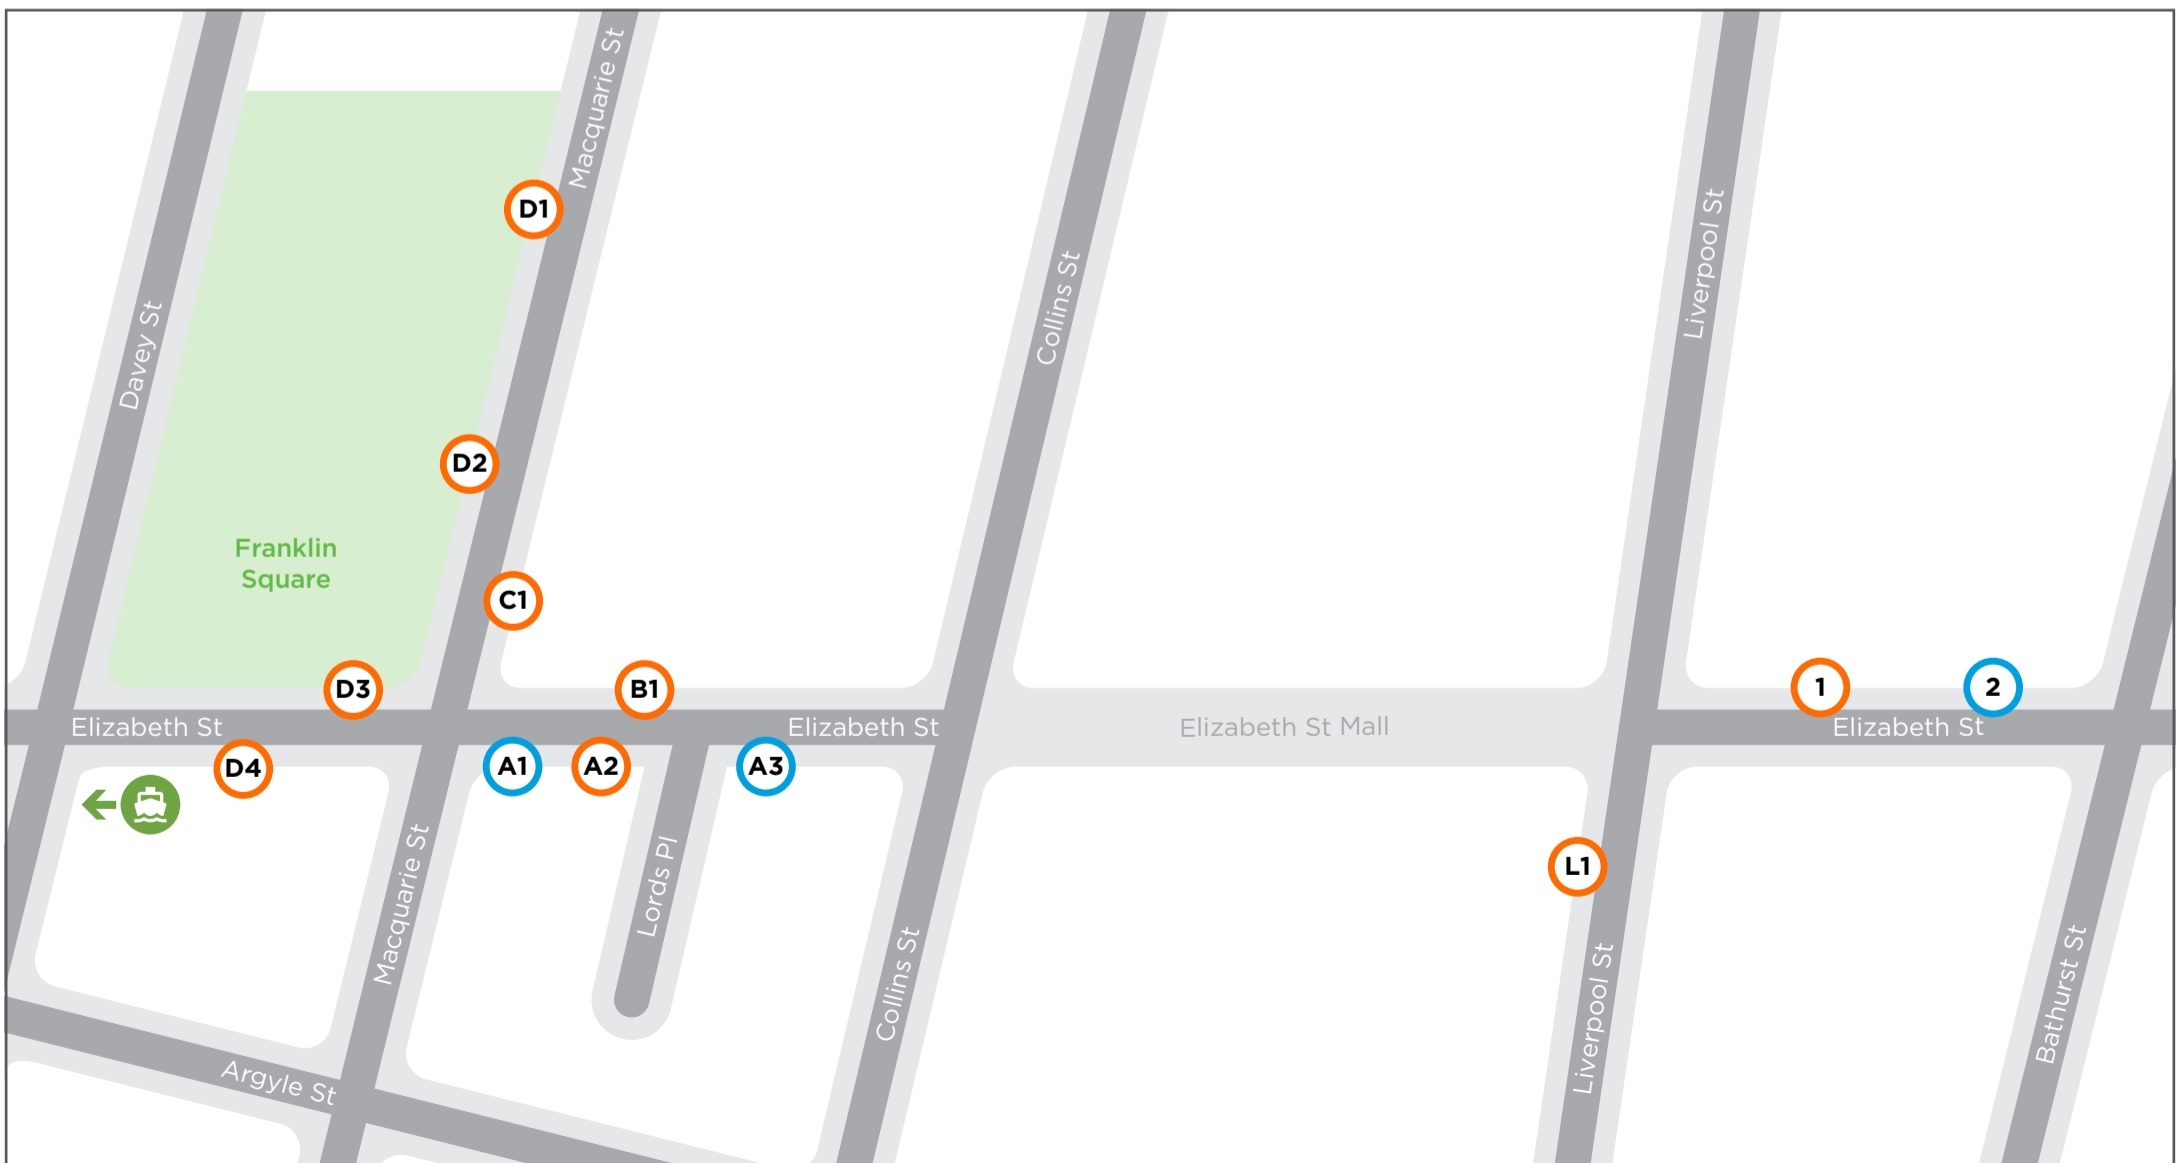 Macquarie St
D1
Liverpool St
Collins St
Davey St
D2
Franklin
Square
C1
D3
B1
1
2
Elizabeth St
Elizabeth St
Elizabeth St Mall
Elizabeth St
D4
A1
A2
A3
L1
Macquarie St
Lords Pl
Collins St
Liverpool St
Bathurst St
Argyle St